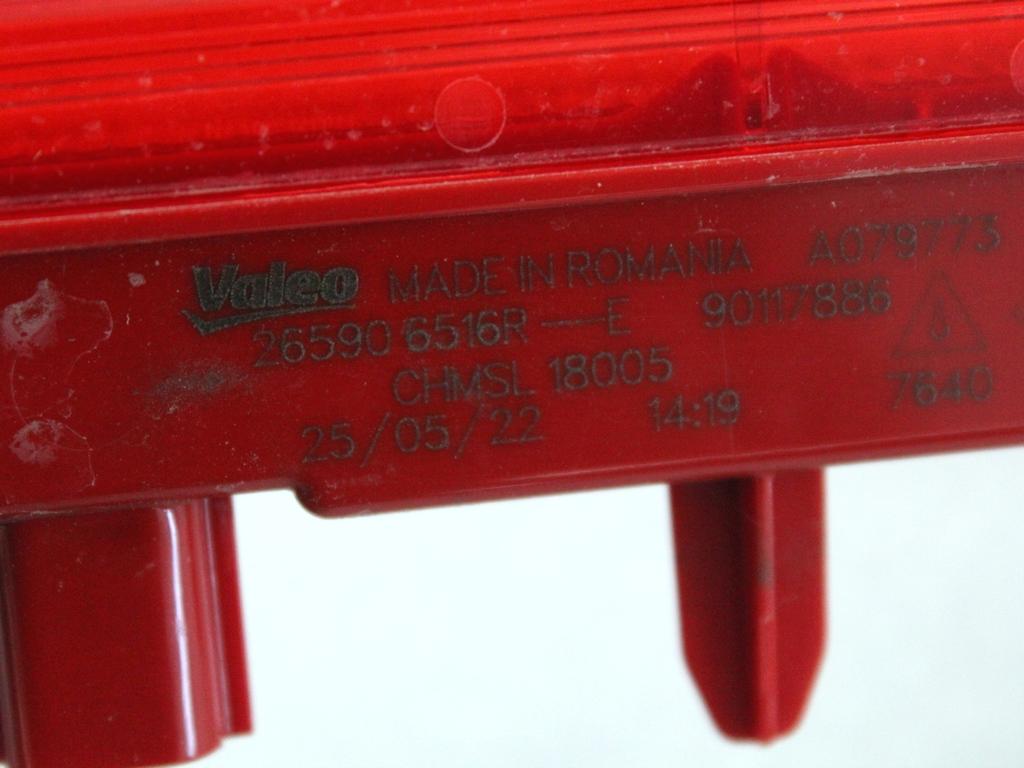 Valeo MADE IN ROMANIA A079773
26590 6516R — E 90117886
CHMSL 18005
7640
25/05/22 14:19